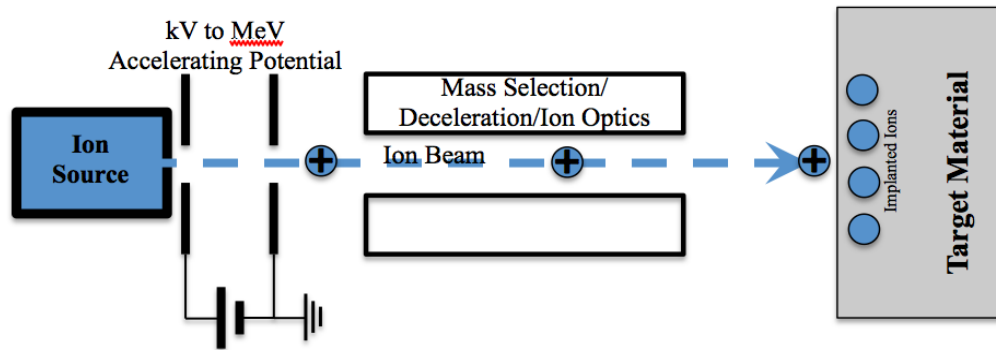 kV to MeV
Accelerating Potential
Ion
Source
Mass Selection/
Deceleration/Ion Optics
Ion Beam
Implanted Ions
Target Material